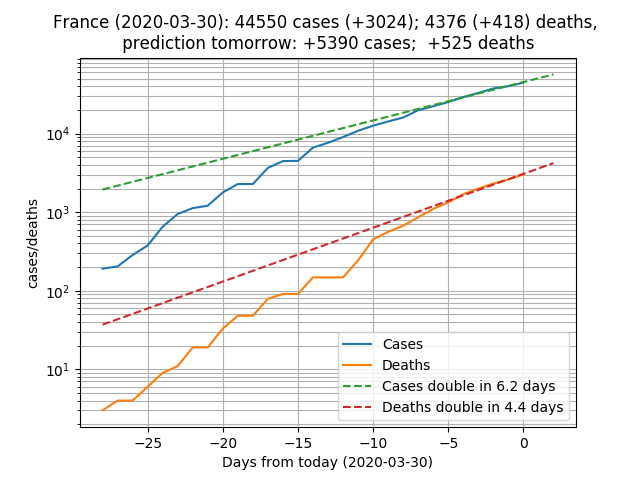 France (2020-03-30): 44550 cases (+3024); 4376 (+418) deaths,
prediction tomorrow: +5390 cases;  +525 deaths
cases/deaths
10⁴
10³
10²
10¹
Cases
Deaths
Cases double in 6.2 days
Deaths double in 4.4 days
−25 −20 −15 −10 −5 0
Days from today (2020-03-30)